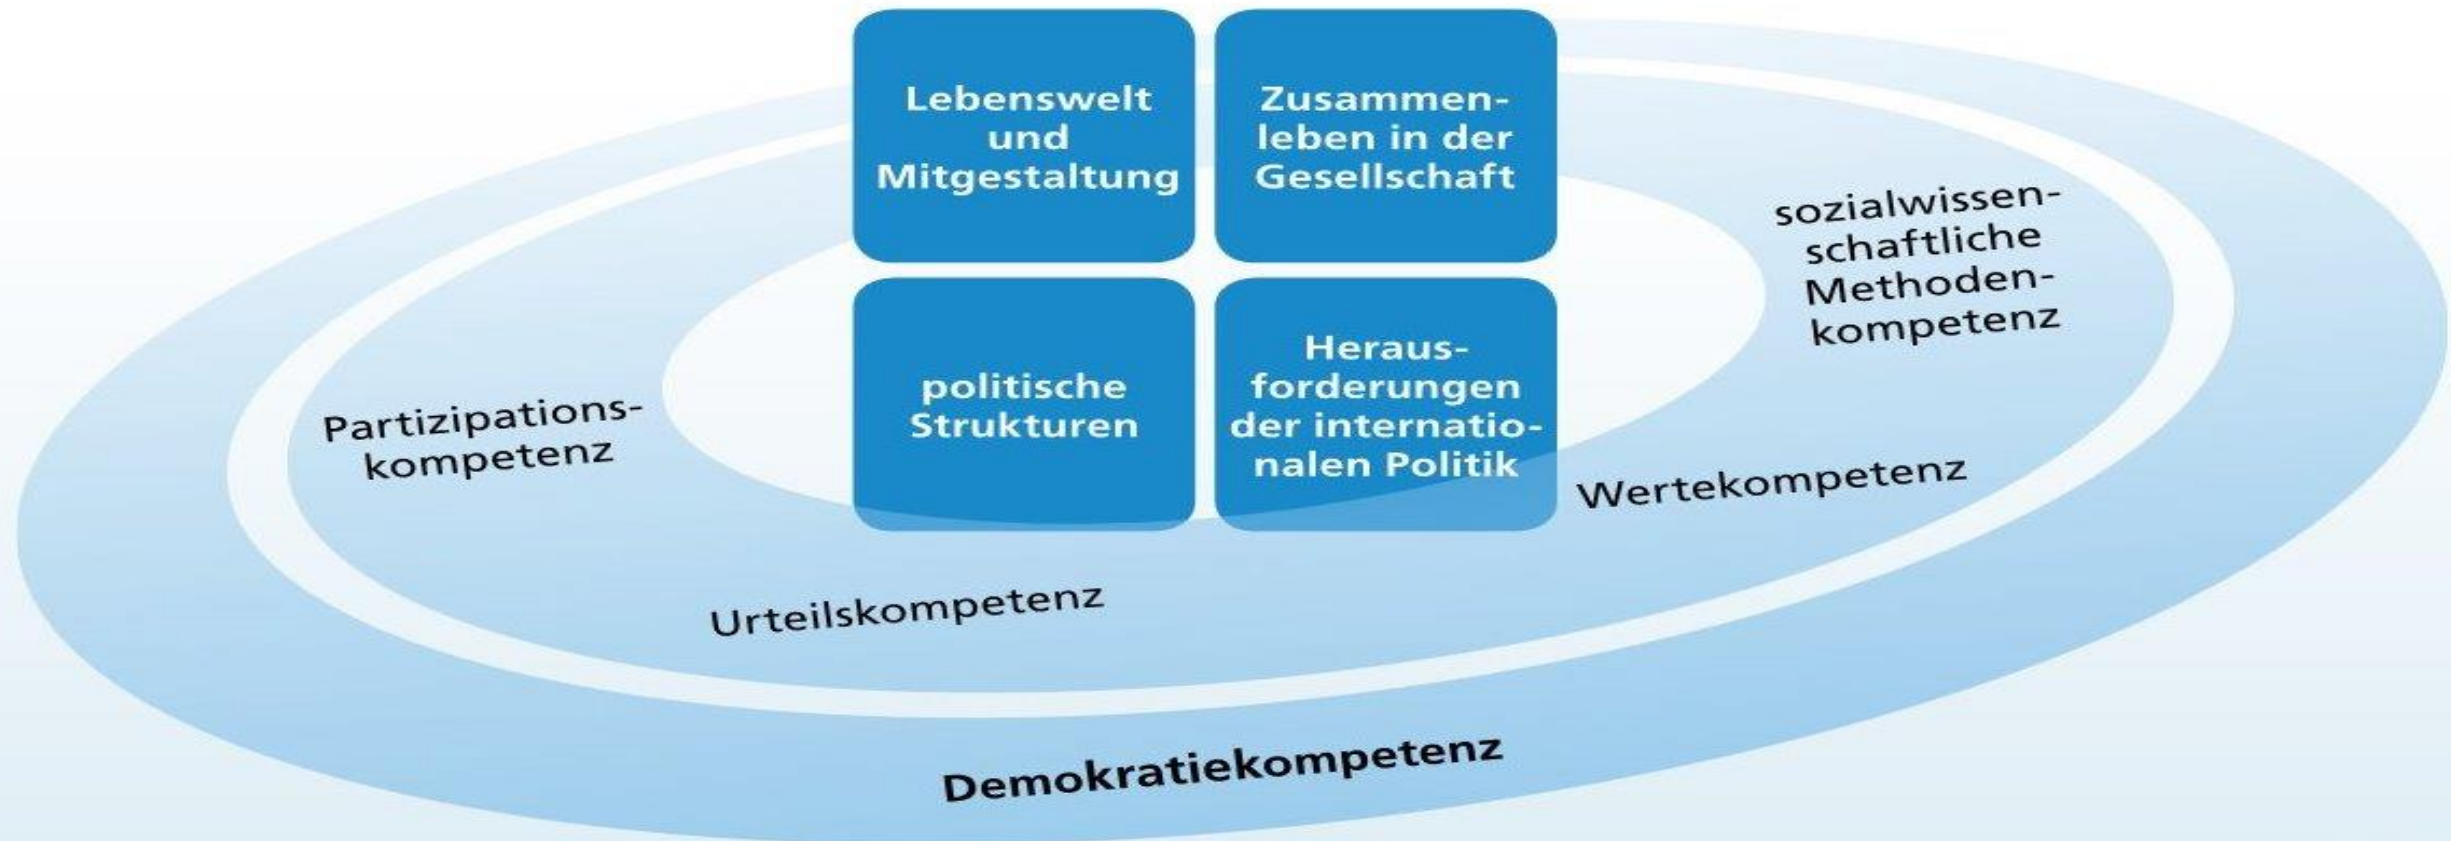 Lebenswelt
und
Mitgestaltung
Zusammen-
leben in der
Gesellschaft
politische
Strukturen
Heraus-
forderungen
der internatio-
nalen Politik
sozialwissen-
schaftliche
Methoden-
kompetenz
Partizipations-
kompetenz
Wertekompetenz
Urteilskompetenz
Demokratiekompetenz